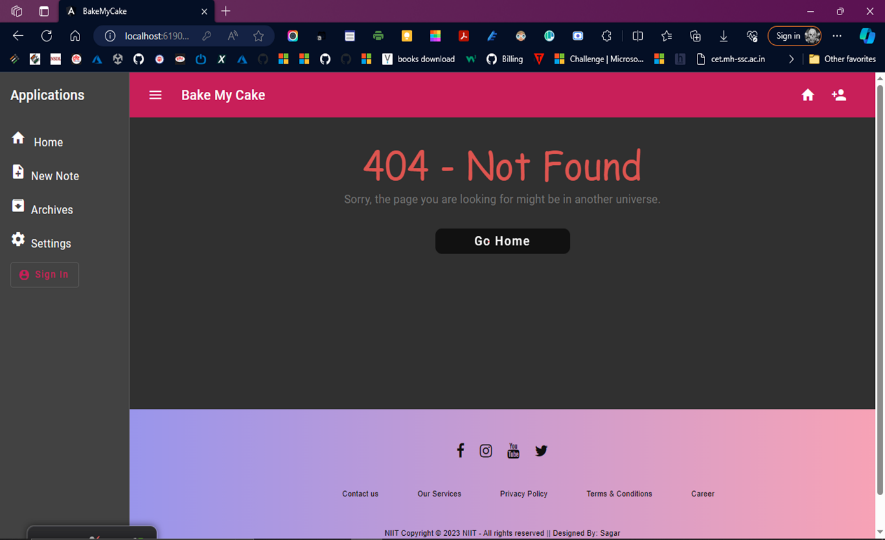 BakeMyCake
localhost:6190...
Sign in
books download
Billing
Challenge | Microso...
cet.mh-ssc.ac.in
Other favorites
Applications
Bake My Cake
Home
New Note
Archives
Settings
Sign In
404 - Not Found
Sorry, the page you are looking for might be in another universe.
Go Home
You
Tube
Contact us Our Services Privacy Policy Terms & Conditions Career
NIIT Copyright © 2023 NIIT - All rights reserved || Designed By: Sagar